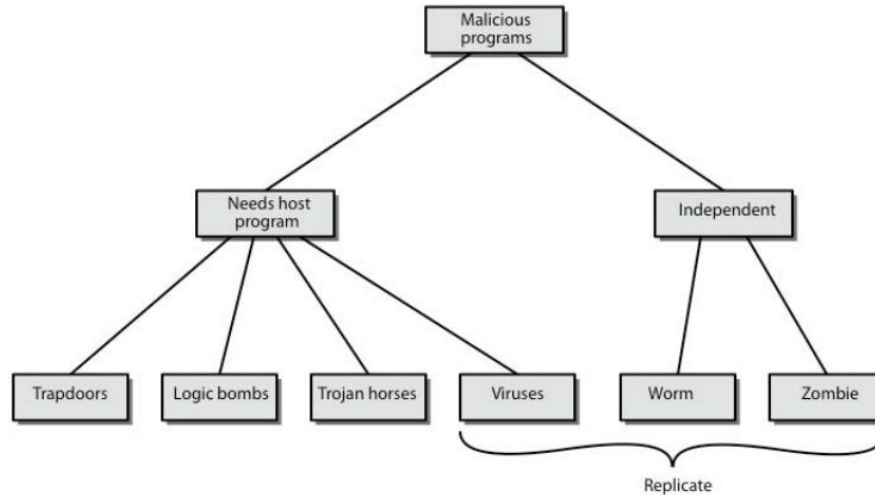 Malicious
programs
Needs host
program
Independent
Trapdoors
Logic bombs
Trojan horses
Viruses
Worm
Zombie
Replicate